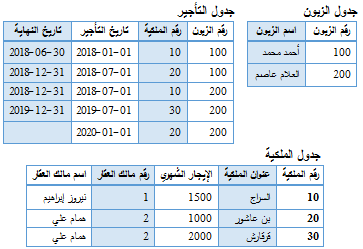 جدول الزبون
رقم الزبون اسم الزبون
100 أحمد محمد
200 العلام عاصم
جدول التأجير
رقم الزبون رقم الملكية تاريخ التأجير تاريخ النهاية
100 10 2018-01-01 2018-06-30
100 20 2018-07-01 2018-12-31
200 10 2018-07-01 2018-12-31
200 30 2019-07-01 2019-12-31
200 20 2020-01-01
جدول الملكية
رقم الملكية عنوان الملكية الإيجار الشهري رقم مالك العقار اسم مالك العقار
10 السراج 1500 1 نيروز إبراهيم
20 بن عاشور 1000 2 همام علي
30 قرقارش 2000 2 همام علي